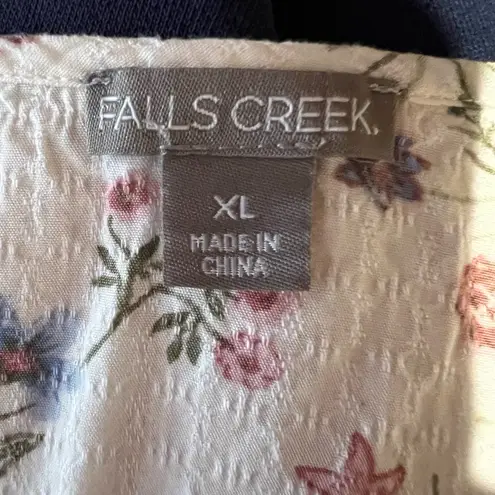 FALLS CREEK.
XL
MADE IN
CHINA